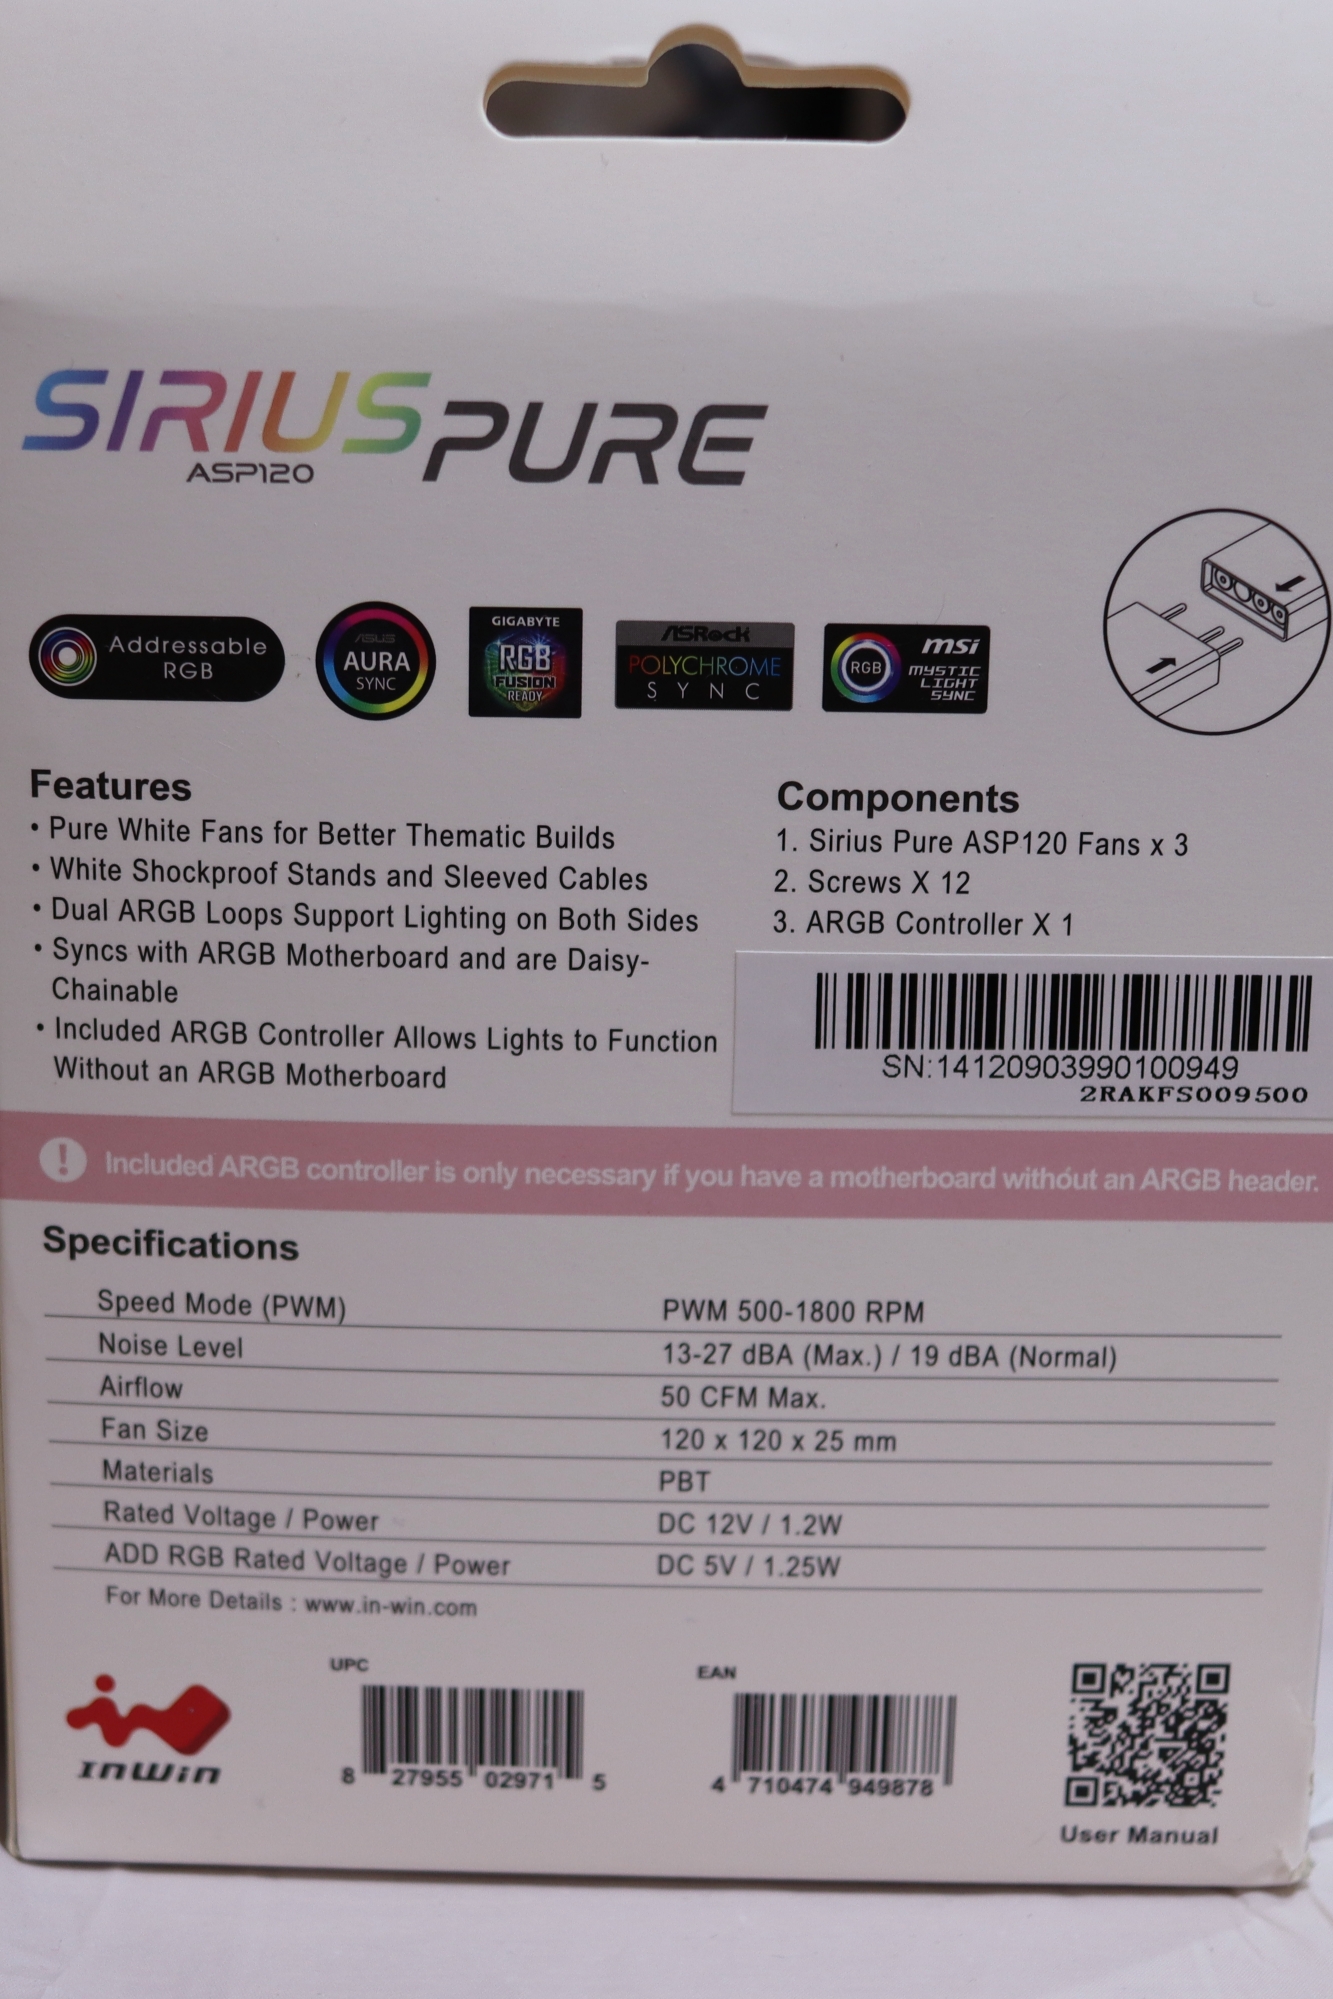 SIRIUS PURE
ASP120
Addressable
RGB
ASUS
AURA
SYNC
GIGABYTE
RGB
FUSION
READY
ASRock
POLYCHROME
SYNC
RGB
msi
MYSTIC
LIGHT
SYNC
Features
• Pure White Fans for Better Thematic Builds
• White Shockproof Stands and Sleeved Cables
• Dual ARGB Loops Support Lighting on Both Sides
• Syncs with ARGB Motherboard and are Daisy-
Chainable
• Included ARGB Controller Allows Lights to Function
Without an ARGB Motherboard
Components
1. Sirius Pure ASP120 Fans x 3
2. Screws X 12
3. ARGB Controller X 1
SN:14120903990100949
2RAKFS009500
! Included ARGB controller is only necessary if you have a motherboard without an ARGB header.
Specifications
Speed Mode (PWM) PWM 500-1800 RPM
Noise Level 13-27 dBA (Max.) / 19 dBA (Normal)
Airflow 50 CFM Max.
Fan Size 120 x 120 x 25 mm
Materials PBT
Rated Voltage / Power DC 12V / 1.2W
ADD RGB Rated Voltage / Power DC 5V / 1.25W
For More Details : www.in-win.com
InWin
UPC
8 27955 02971 5
EAN
4 710474 949878
User Manual